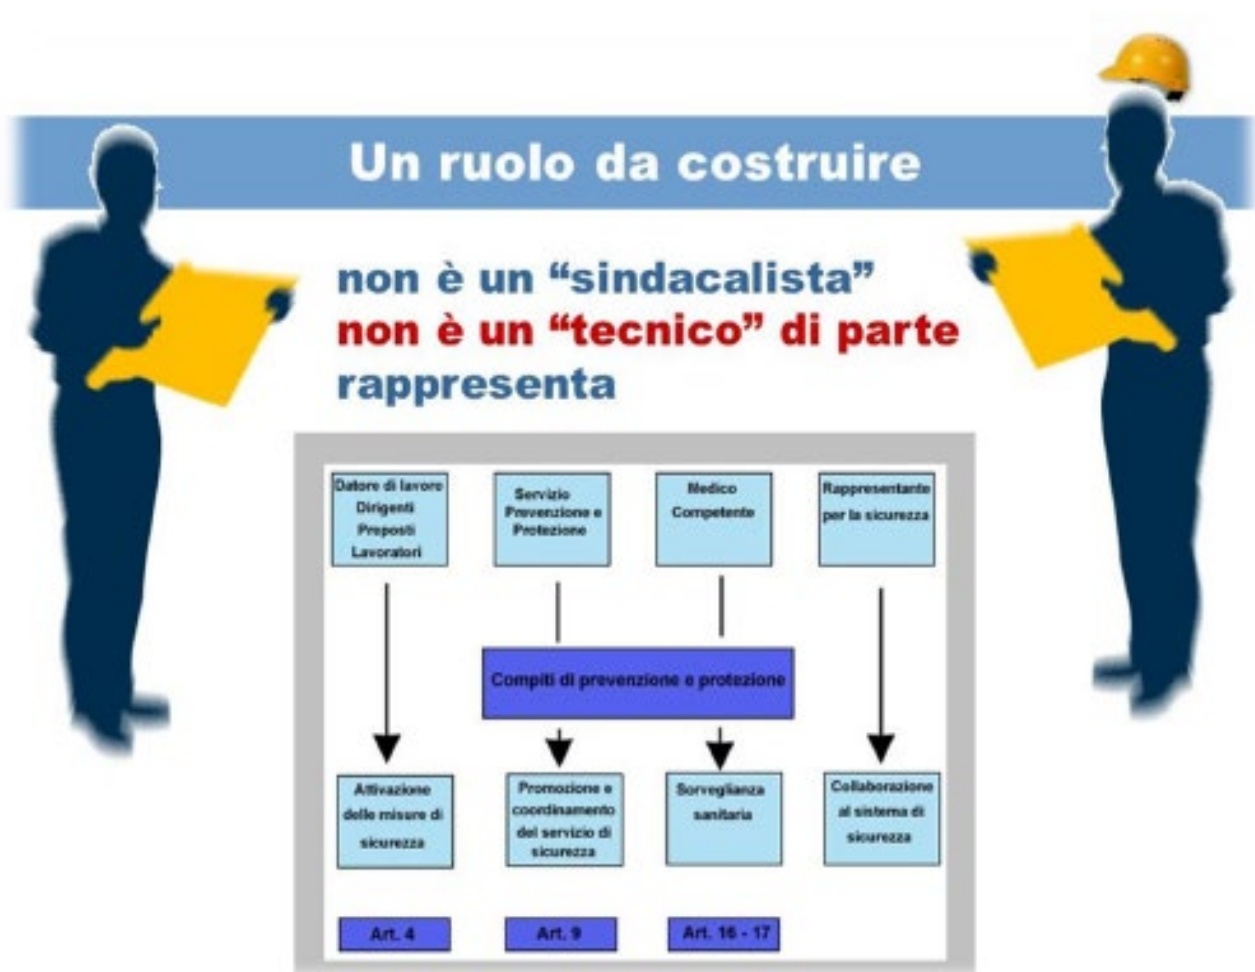 Un ruolo da costruire
non è un “sindacalista”
non è un “tecnico” di parte
rappresenta
Datore di lavoro
Dirigenti
Preposti
Lavoratori
Servizio
Prevenzione e
Protezione
Medico
Competente
Rappresentante
per la sicurezza
Compiti di prevenzione e protezione
Attivazione
delle misure di
sicurezza
Promozione e
coordinamento
del servizio di
sicurezza
Sorveglianza
sanitaria
Collaborazione
al sistema di
sicurezza
Art. 4
Art. 9
Art. 16 - 17